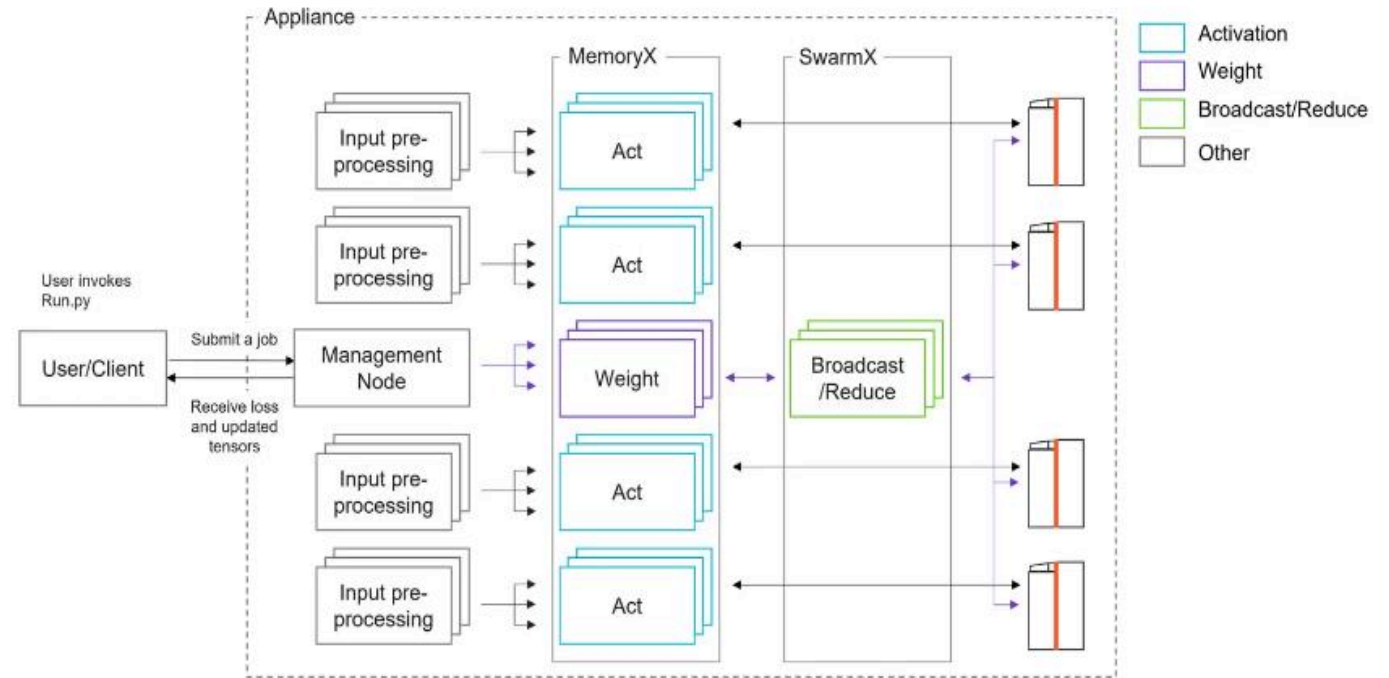 Appliance
MemoryX
SwarmX
Activation
Weight
Broadcast/Reduce
Other
Input pre-
processing
Act
Input pre-
processing
Act
User invokes
Run.py
User/Client
Submit a job
Receive loss
and updated
tensors
Management
Node
Weight
Broadcast
/Reduce
Input pre-
processing
Act
Input pre-
processing
Act